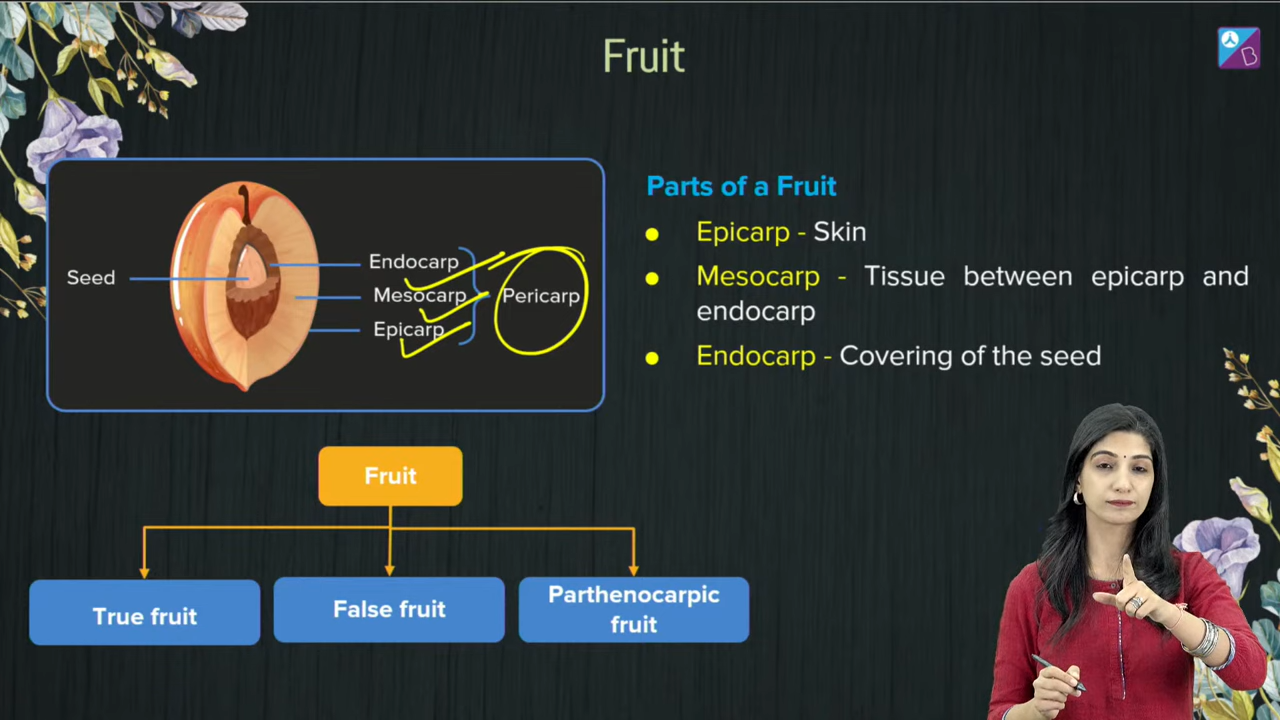 Fruit
B
Seed
Endocarp
Mesocarp
Epicarp
Pericarp
Parts of a Fruit
● Epicarp - Skin
● Mesocarp - Tissue between epicarp and
endocarp
● Endocarp - Covering of the seed
Fruit
True fruit
False fruit
Parthenocarpic
fruit